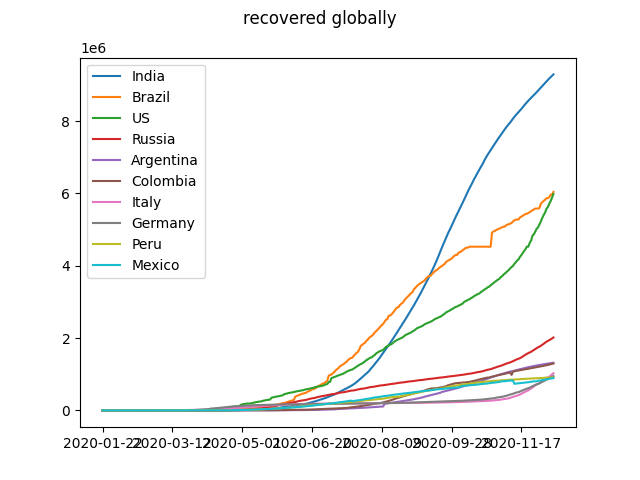 recovered globally
1e6
India
Brazil
US
Russia
Argentina
Colombia
Italy
Germany
Peru
Mexico
8
6
4
2
0
2020-01-22
2020-03-12
2020-05-01
2020-06-20
2020-08-09
2020-09-28
2020-11-17